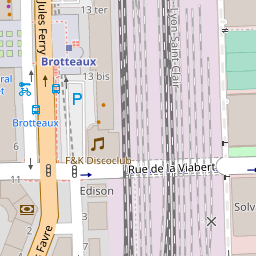 13 ter
Jules Ferry
Brotteaux
13 bis
Lyon-Saint-Clair
P
Brotteaux
F&K Discoclub
Rue de la Viabert
11
Edison
Solv
Favre